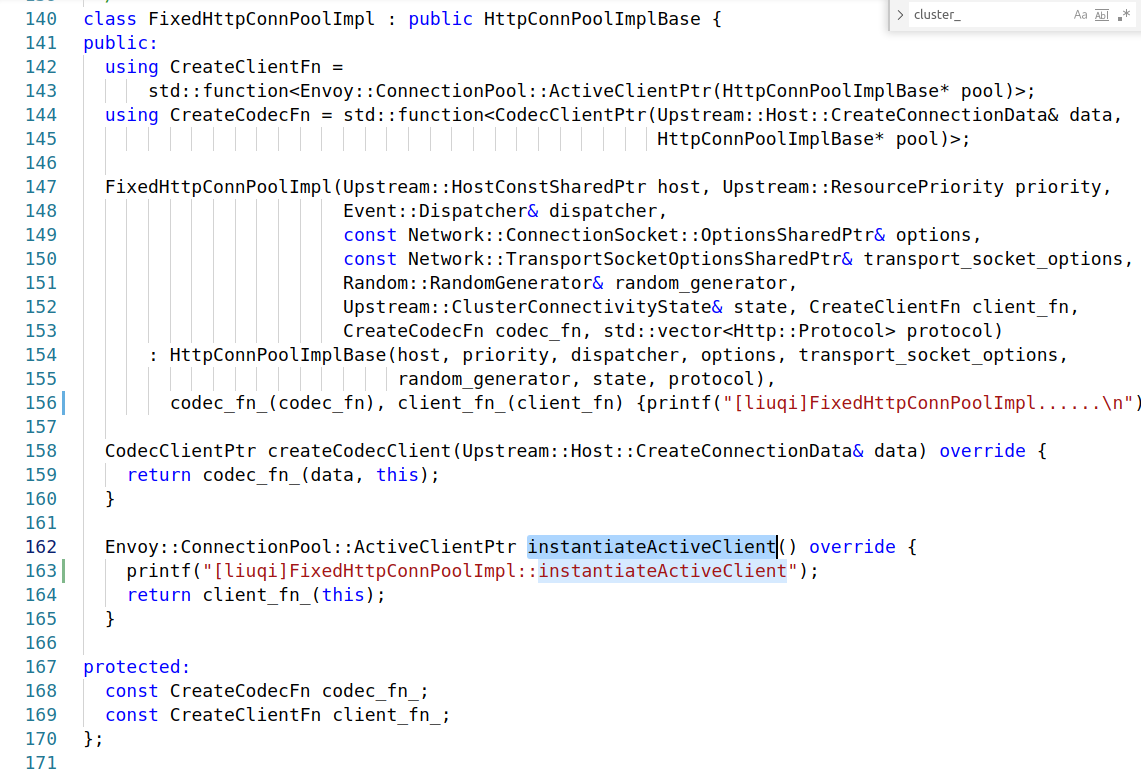 cluster_
Aa Abl .*
140 class FixedHttpConnPoolImpl : public HttpConnPoolImplBase {
141 public:
142   using CreateClientFn =
143       std::function<Envoy::ConnectionPool::ActiveClientPtr(HttpConnPoolImplBase* pool)>;
144   using CreateCodecFn = std::function<CodecClientPtr(Upstream::Host::CreateConnectionData& data,
145                                                      HttpConnPoolImplBase* pool)>;
146
147   FixedHttpConnPoolImpl(Upstream::HostConstSharedPtr host, Upstream::ResourcePriority priority,
148                         Event::Dispatcher& dispatcher,
149                         const Network::ConnectionSocket::OptionsSharedPtr& options,
150                         const Network::TransportSocketOptionsSharedPtr& transport_socket_options,
151                         Random::RandomGenerator& random_generator,
152                         Upstream::ClusterConnectivityState& state, CreateClientFn client_fn,
153                         CreateCodecFn codec_fn, std::vector<Http::Protocol> protocol)
154       : HttpConnPoolImplBase(host, priority, dispatcher, options, transport_socket_options,
155                              random_generator, state, protocol),
156         codec_fn_(codec_fn), client_fn_(client_fn) {printf("[liuqi]FixedHttpConnPoolImpl......\n")
157
158   CodecClientPtr createCodecClient(Upstream::Host::CreateConnectionData& data) override {
159     return codec_fn_(data, this);
160   }
161
162   Envoy::ConnectionPool::ActiveClientPtr instantiateActiveClient() override {
163     printf("[liuqi]FixedHttpConnPoolImpl::instantiateActiveClient");
164     return client_fn_(this);
165   }
166
167 protected:
168   const CreateCodecFn codec_fn_;
169   const CreateClientFn client_fn_;
170 };
171